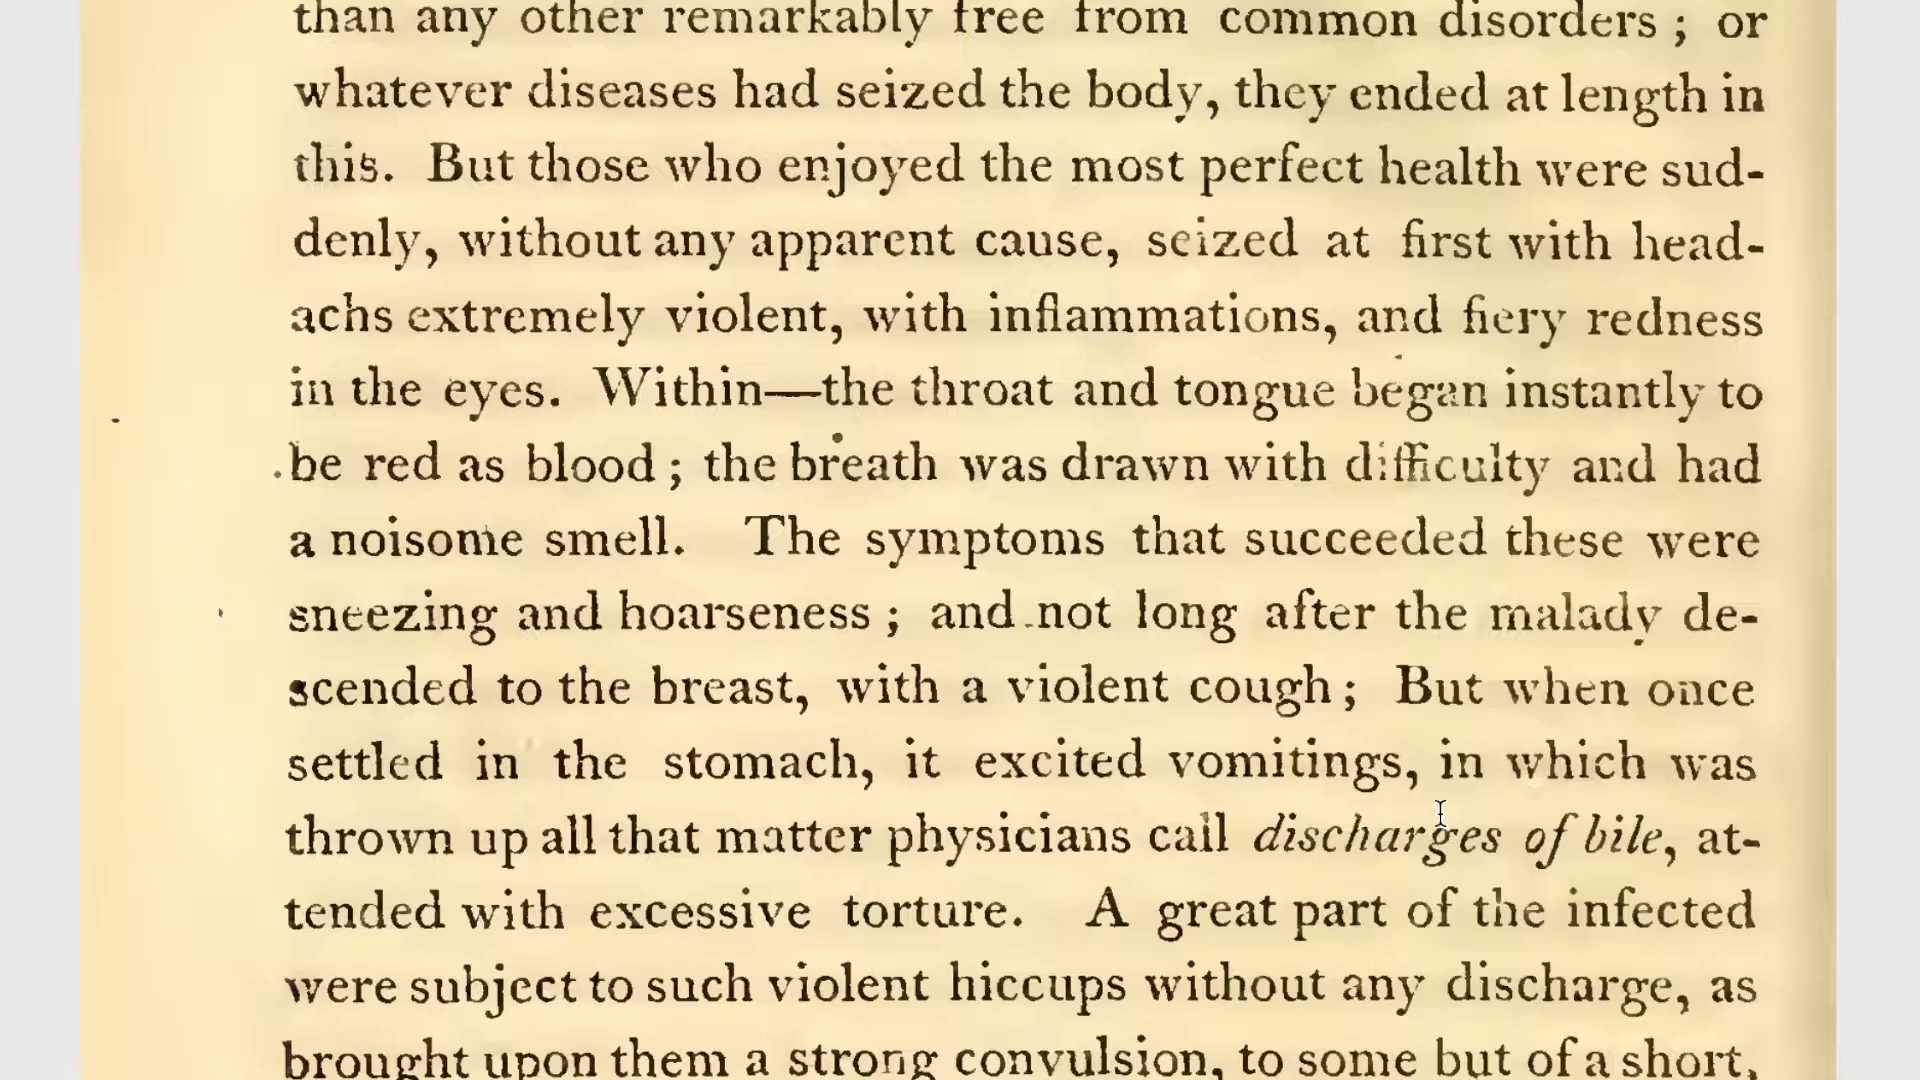 than any other remarkably free from common disorders ; or
whatever diseases had seized the body, they ended at length in
this. But those who enjoyed the most perfect health were sud-
denly, without any apparent cause, seized at first with head-
achs extremely violent, with inflammations, and fiery redness
in the eyes. Within—the throat and tongue began instantly to
be red as blood ; the breath was drawn with difficulty and had
a noisome smell. The symptoms that succeeded these were
sneezing and hoarseness ; and not long after the malady de-
scended to the breast, with a violent cough ; But when once
settled in the stomach, it excited vomitings, in which was
thrown up all that matter physicians call discharges of bile, at-
tended with excessive torture. A great part of the infected
were subject to such violent hiccups without any discharge, as
brought upon them a strong convulsion, to some but of a short,